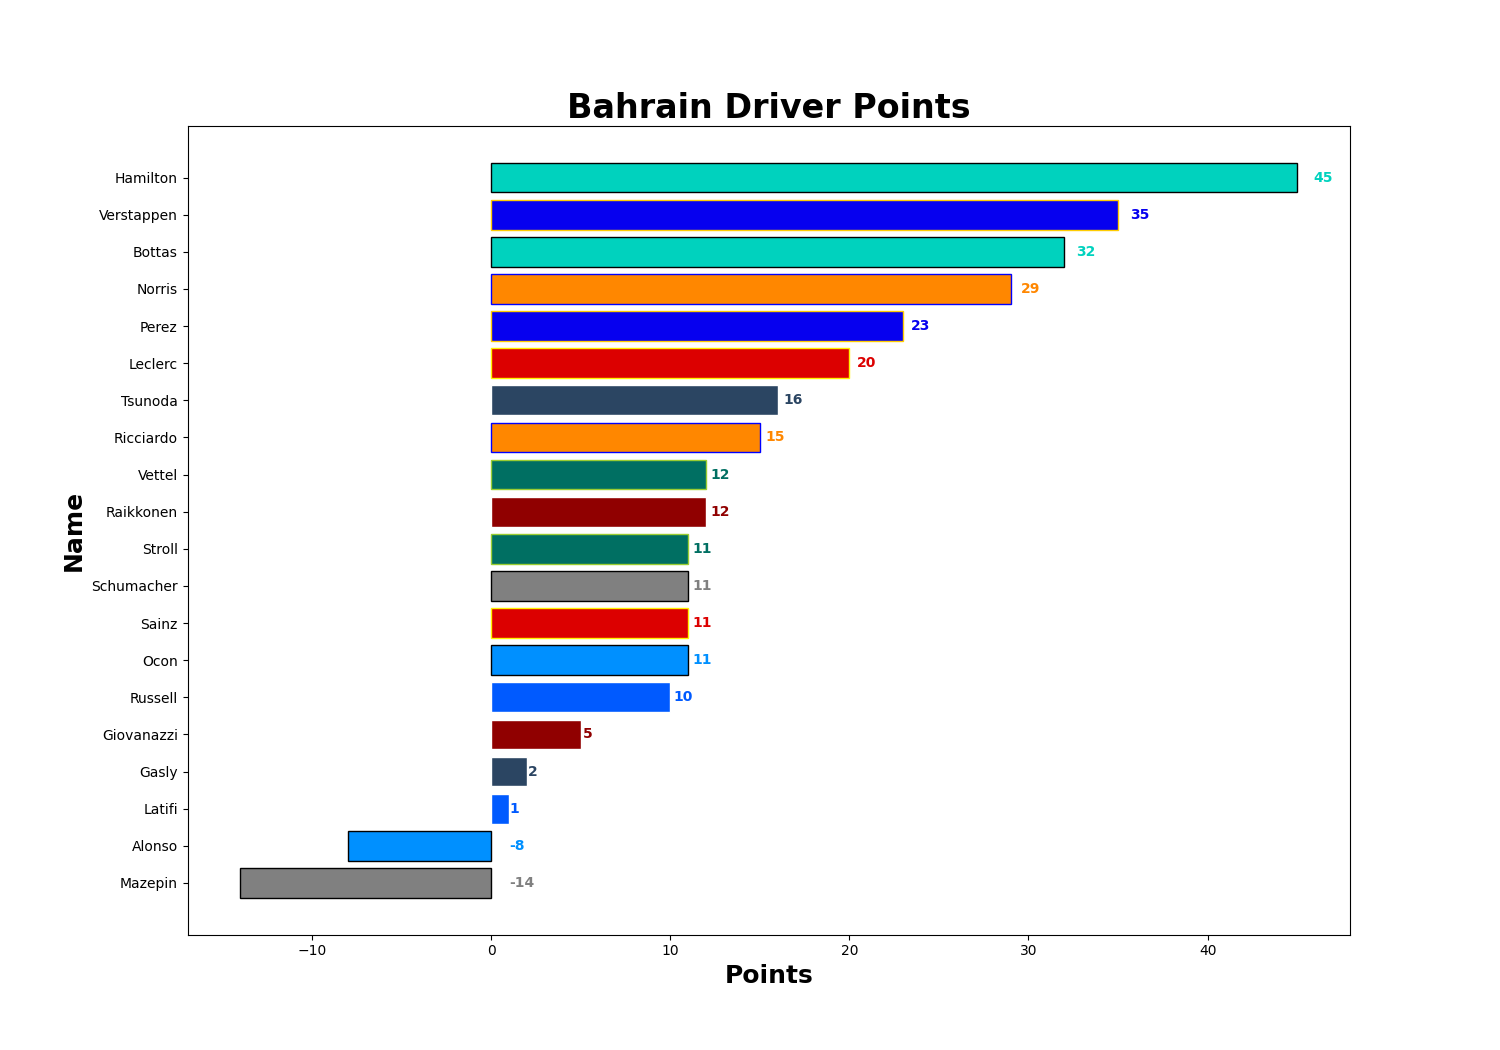 Bahrain Driver Points
Name
Hamilton 45
Verstappen 35
Bottas 32
Norris 29
Perez 23
Leclerc 20
Tsunoda 16
Ricciardo 15
Vettel 12
Raikkonen 12
Stroll 11
Schumacher 11
Sainz 11
Ocon 11
Russell 10
Giovanazzi 5
Gasly 2
Latifi 1
Alonso -8
Mazepin -14
−10 0 10 20 30 40
Points